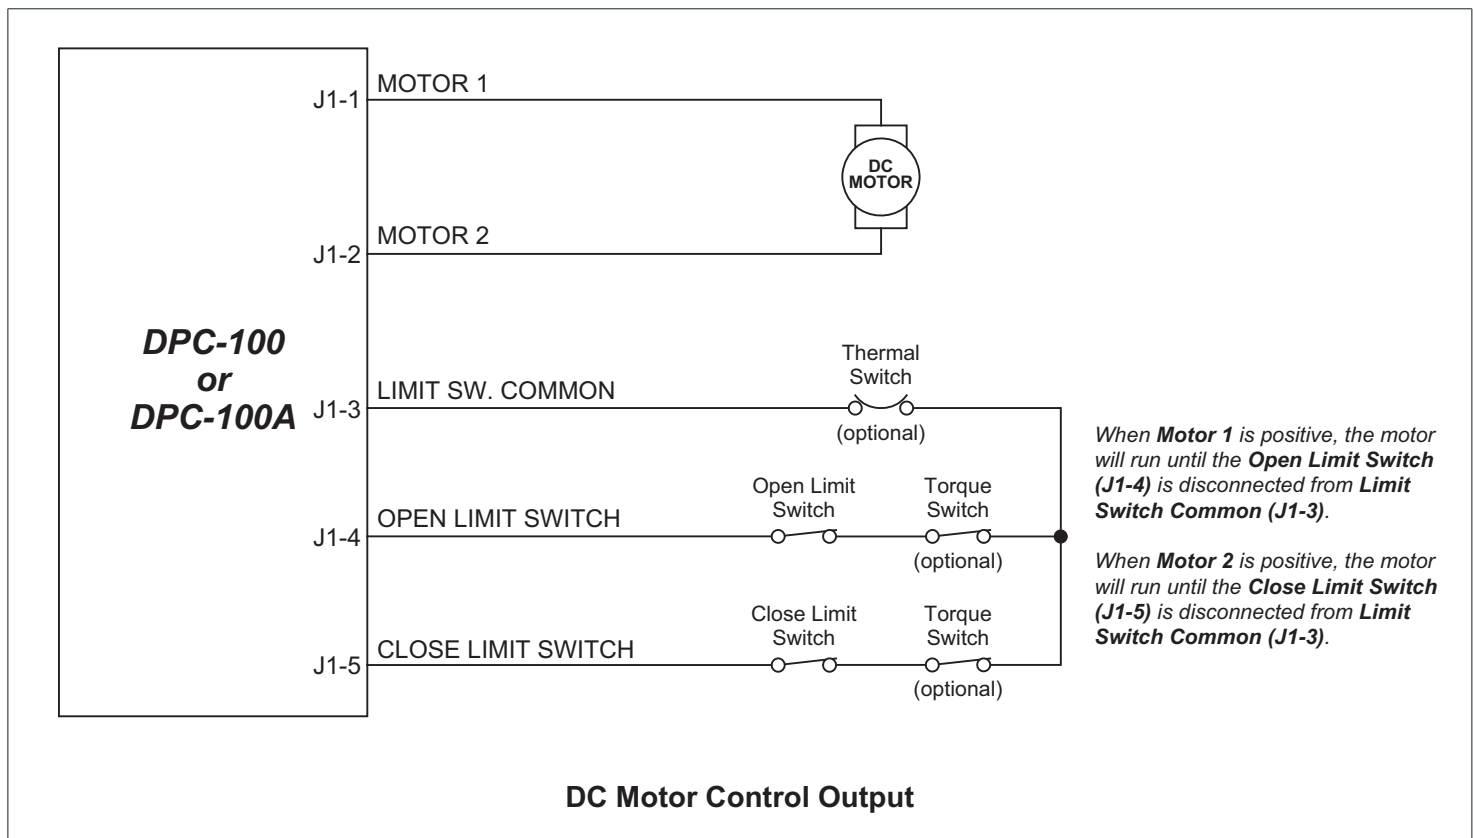 J1-1
MOTOR 1
DC
MOTOR
J1-2
MOTOR 2
DPC-100
or
DPC-100A
J1-3
LIMIT SW. COMMON
Thermal
Switch
(optional)
When Motor 1 is positive, the motor
will run until the Open Limit Switch
(J1-4) is disconnected from Limit
Switch Common (J1-3).
J1-4
OPEN LIMIT SWITCH
Open Limit
Switch
Torque
Switch
(optional)
When Motor 2 is positive, the motor
will run until the Close Limit Switch
(J1-5) is disconnected from Limit
Switch Common (J1-3).
J1-5
CLOSE LIMIT SWITCH
Close Limit
Switch
Torque
Switch
(optional)
DC Motor Control Output